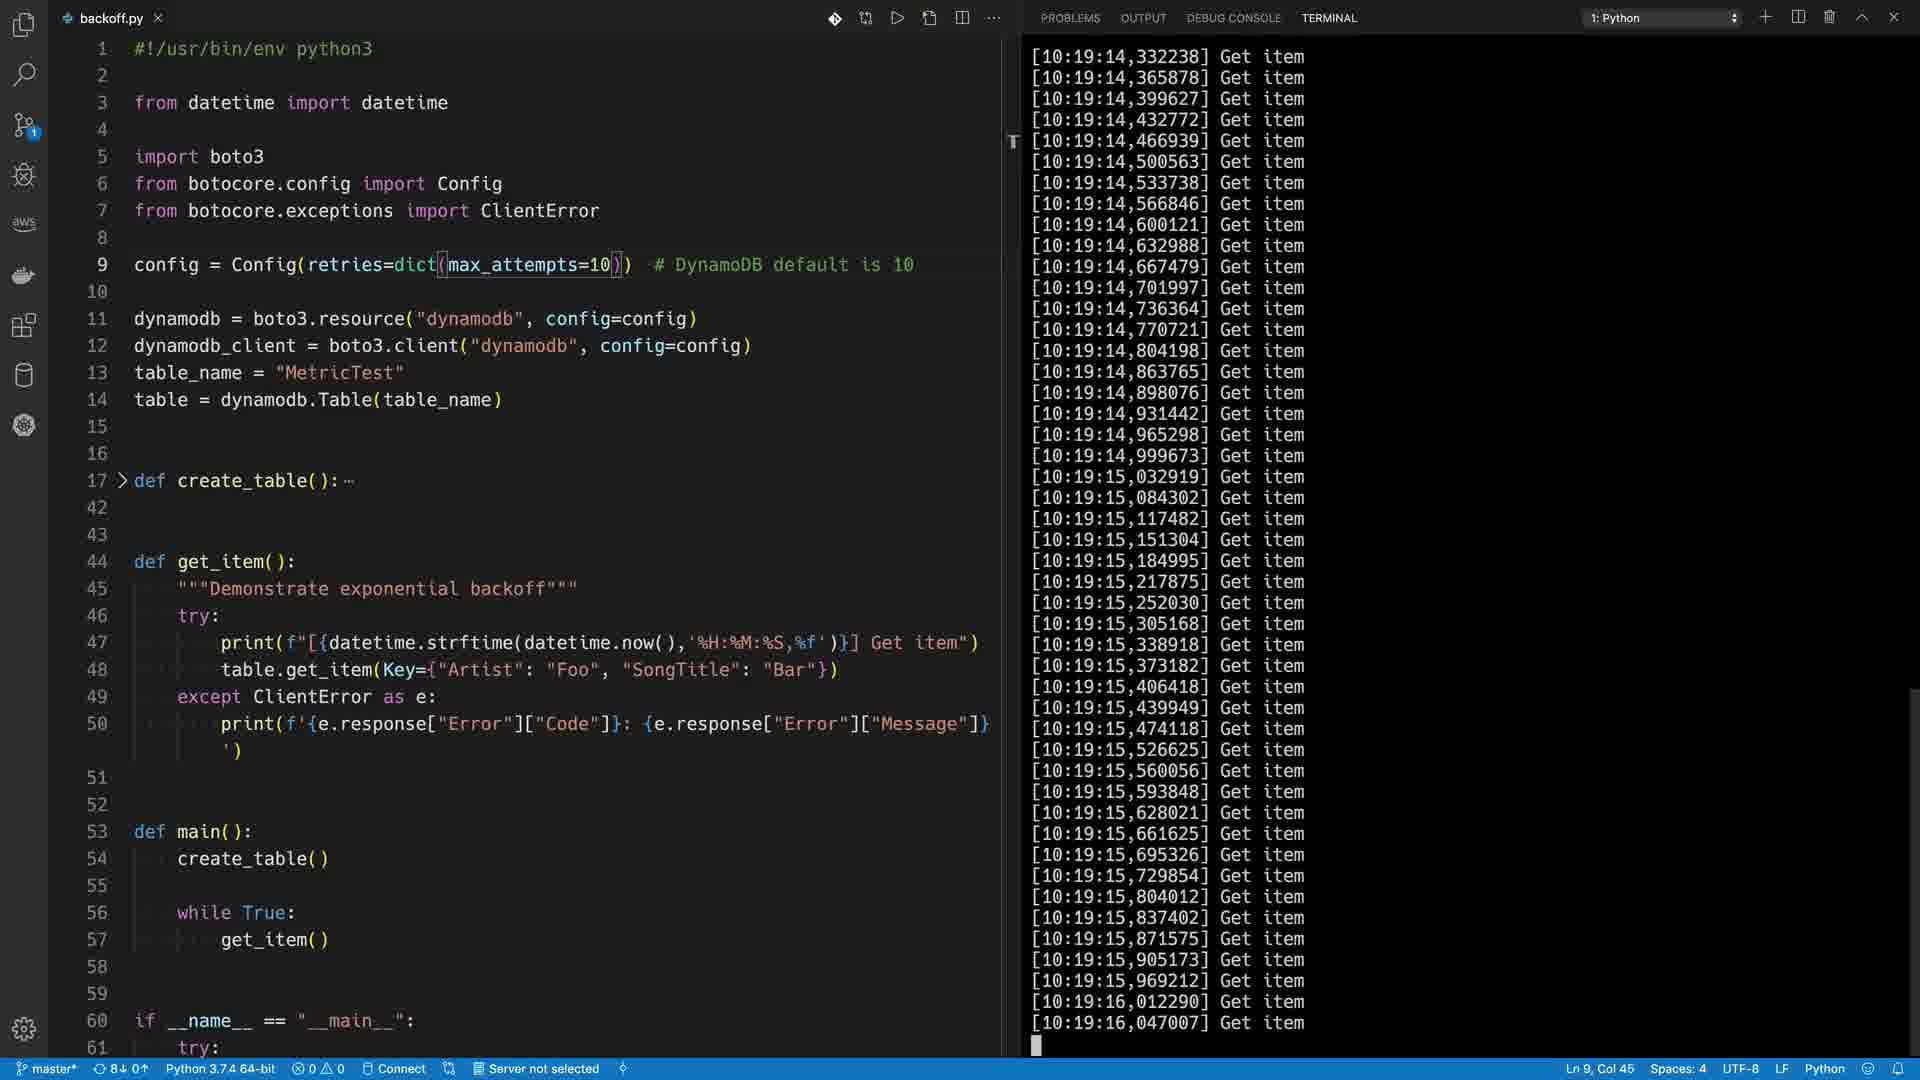 backoff.py
1 #!/usr/bin/env python3
2
3 from datetime import datetime
4
5 import boto3
6 from botocore.config import Config
7 from botocore.exceptions import ClientError
8
9 config = Config(retries=dict(max_attempts=10))  # DynamoDB default is 10
10
11 dynamodb = boto3.resource("dynamodb", config=config)
12 dynamodb_client = boto3.client("dynamodb", config=config)
13 table_name = "MetricTest"
14 table = dynamodb.Table(table_name)
15
16
17 def create_table():
42
43
44 def get_item():
45     """Demonstrate exponential backoff"""
46     try:
47         print(f"[{datetime.strftime(datetime.now(),'%H:%M:%S,%f')}] Get item")
48         table.get_item(Key={"Artist": "Foo", "SongTitle": "Bar"})
49     except ClientError as e:
50         print(f'{e.response["Error"]["Code"]}: {e.response["Error"]["Message"]}
')
51
52
53 def main():
54     create_table()
55
56     while True:
57         get_item()
58
59
60 if __name__ == "__main__":
61     try:
aws
1
PROBLEMS OUTPUT DEBUG CONSOLE TERMINAL 1: Python
[10:19:14,332238] Get item
[10:19:14,365878] Get item
[10:19:14,399627] Get item
[10:19:14,432772] Get item
[10:19:14,466939] Get item
[10:19:14,500563] Get item
[10:19:14,533738] Get item
[10:19:14,566846] Get item
[10:19:14,600121] Get item
[10:19:14,632988] Get item
[10:19:14,667479] Get item
[10:19:14,701997] Get item
[10:19:14,736364] Get item
[10:19:14,770721] Get item
[10:19:14,804198] Get item
[10:19:14,863765] Get item
[10:19:14,898076] Get item
[10:19:14,931442] Get item
[10:19:14,965298] Get item
[10:19:14,999673] Get item
[10:19:15,032919] Get item
[10:19:15,084302] Get item
[10:19:15,117482] Get item
[10:19:15,151304] Get item
[10:19:15,184995] Get item
[10:19:15,217875] Get item
[10:19:15,252030] Get item
[10:19:15,305168] Get item
[10:19:15,338918] Get item
[10:19:15,373182] Get item
[10:19:15,406418] Get item
[10:19:15,439949] Get item
[10:19:15,474118] Get item
[10:19:15,526625] Get item
[10:19:15,560056] Get item
[10:19:15,593848] Get item
[10:19:15,628021] Get item
[10:19:15,661625] Get item
[10:19:15,695326] Get item
[10:19:15,729854] Get item
[10:19:15,804012] Get item
[10:19:15,837402] Get item
[10:19:15,871575] Get item
[10:19:15,905173] Get item
[10:19:15,969212] Get item
[10:19:16,012290] Get item
[10:19:16,047007] Get item
master* 8↓ 0↑ Python 3.7.4 64-bit 0 0 Connect Server not selected Ln 9, Col 45 Spaces: 4 UTF-8 LF Python